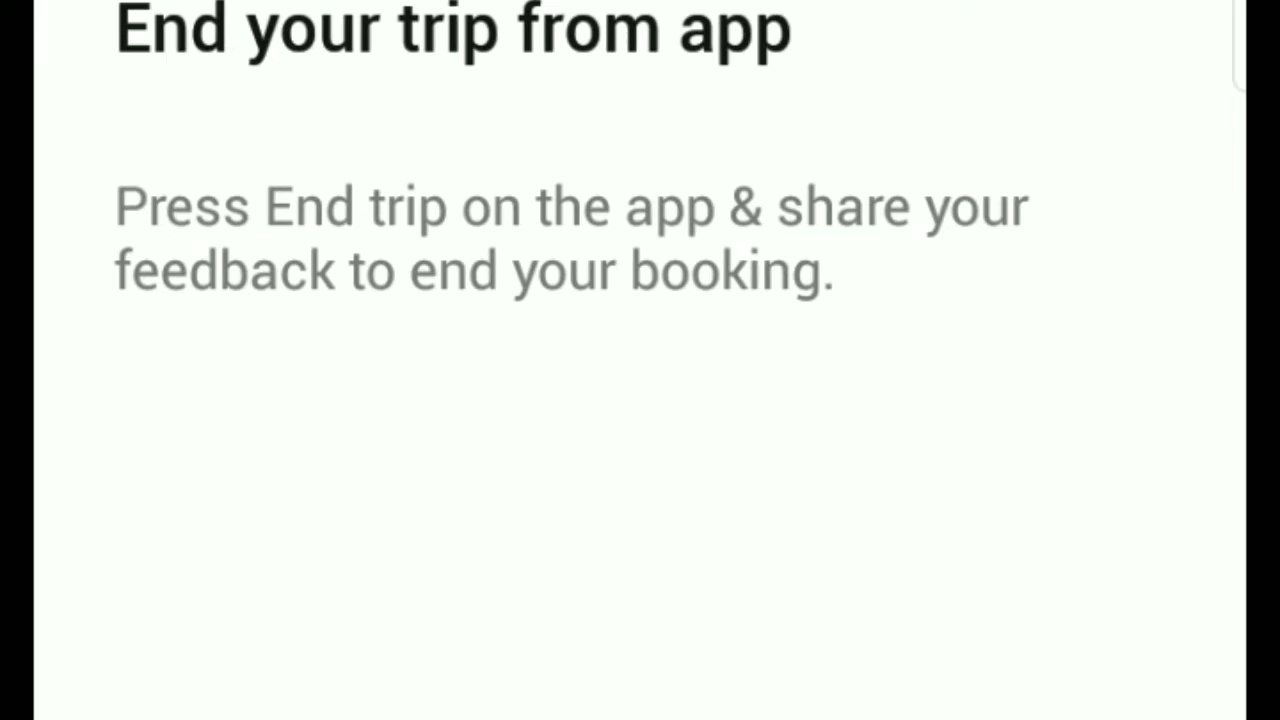 End your trip from app
Press End trip on the app & share your
feedback to end your booking.